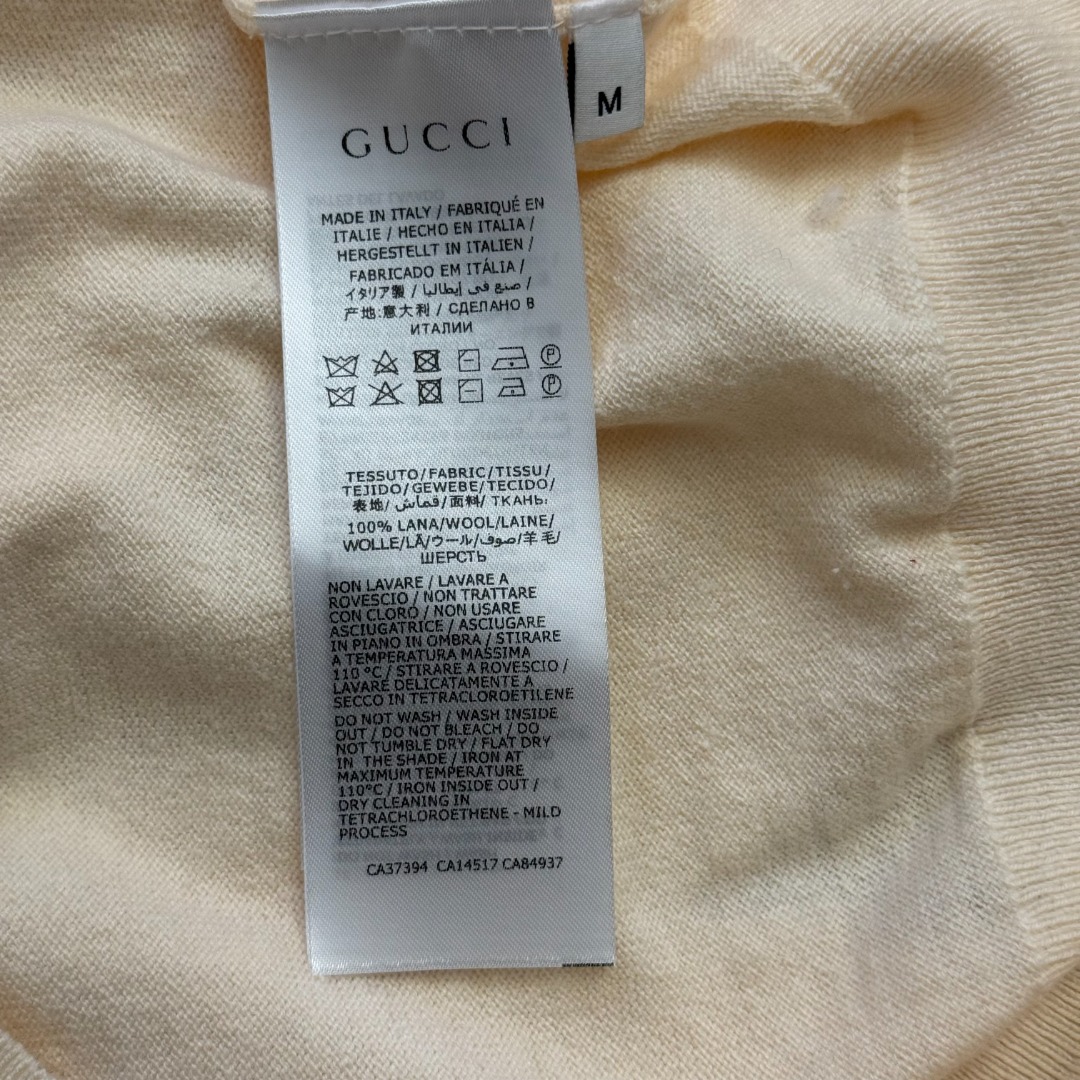 M
GUCCI
MADE IN ITALY / FABRIQUÉ EN
ITALIE / HECHO EN ITALIA /
HERGESTELLT IN ITALIEN /
FABRICADO EM ITÁLIA /
イタリア製 / صنع في إيطاليا /
产地:意大利 / СДЕЛАНО В
ИТАЛИИ
P
P
TESSUTO/FABRIC/TISSU/
TEJIDO/GEWEBE/TECIDO/
表地/قماش/面料/ ТКАНЬ:
100% LANA/WOOL/LAINE/
WOLLE/LÃ/ウール/صوف/羊毛/
ШЕРСТЬ
NON LAVARE / LAVARE A
ROVESCIO / NON TRATTARE
CON CLORO / NON USARE
ASCIUGATRICE / ASCIUGARE
IN PIANO IN OMBRA / STIRARE
A TEMPERATURA MASSIMA
110 °C / STIRARE A ROVESCIO /
LAVARE DELICATAMENTE A
SECCO IN TETRACLOROETILENE
DO NOT WASH / WASH INSIDE
OUT / DO NOT BLEACH / DO
NOT TUMBLE DRY / FLAT DRY
IN THE SHADE / IRON AT
MAXIMUM TEMPERATURE
110°C / IRON INSIDE OUT /
DRY CLEANING IN
TETRACHLOROETHENE - MILD
PROCESS
CA37394 CA14517 CA84937